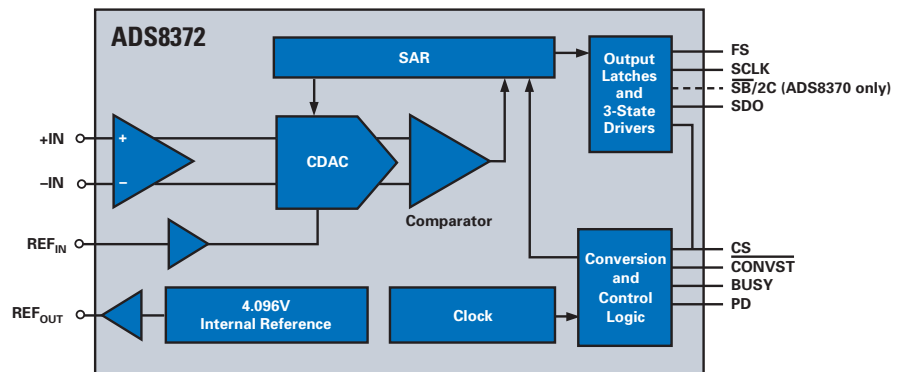 ADS8372
SAR
Output
Latches
and
3-State
Drivers
FS
SCLK
SB/2C (ADS8370 only)
SDO
+IN
+
–IN
–
CDAC
Comparator
REFIN
Conversion
and
Control
Logic
CS
CONVST
BUSY
PD
REFOUT
4.096V
Internal Reference
Clock